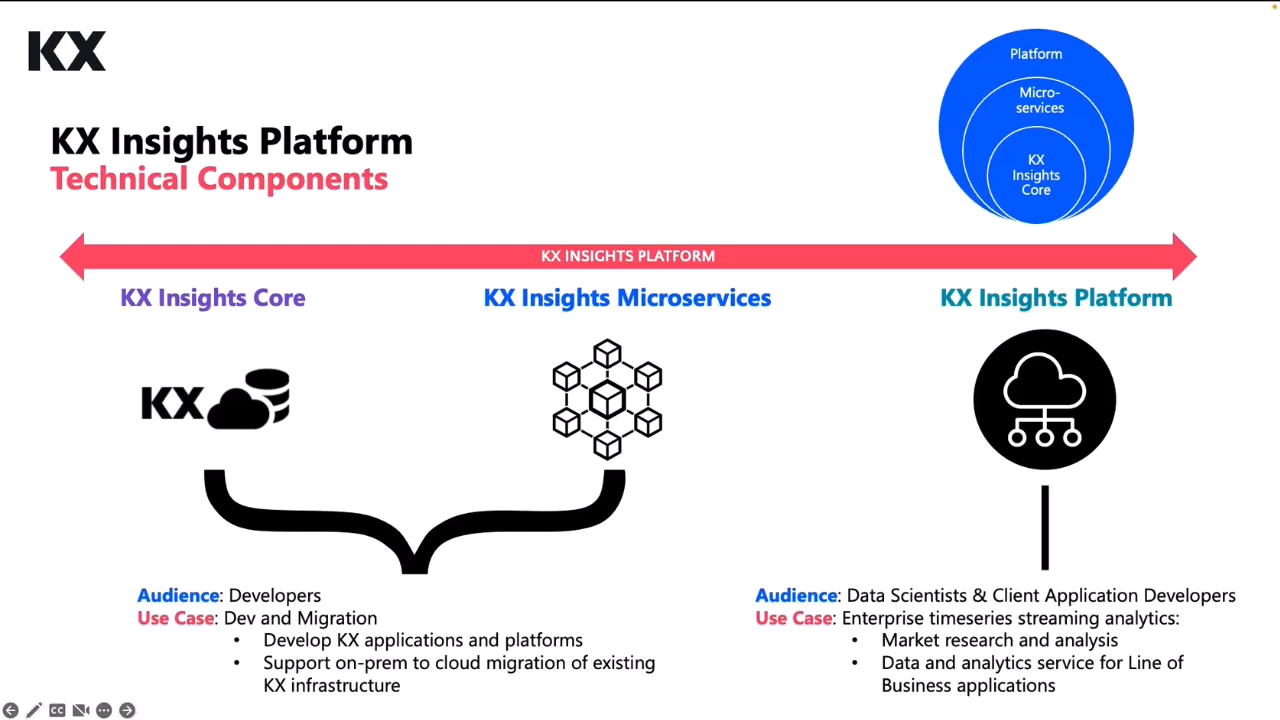 KX
KX Insights Platform
Technical Components
Platform
Micro-
services
KX
Insights
Core
KX INSIGHTS PLATFORM
KX Insights Core
KX Insights Microservices
KX Insights Platform
KX
Audience: Developers
Use Case: Dev and Migration
• Develop KX applications and platforms
• Support on-prem to cloud migration of existing
KX infrastructure
Audience: Data Scientists & Client Application Developers
Use Case: Enterprise timeseries streaming analytics:
• Market research and analysis
• Data and analytics service for Line of
Business applications
CC